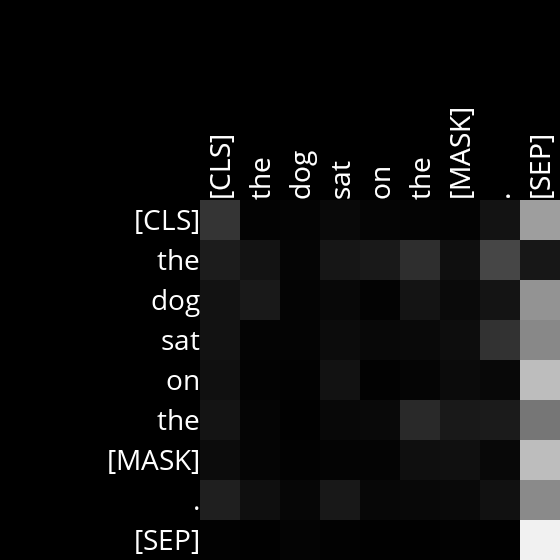 [CLS] the dog sat on the [MASK] . [SEP]
[CLS]
the
dog
sat
on
the
[MASK]
.
[SEP]